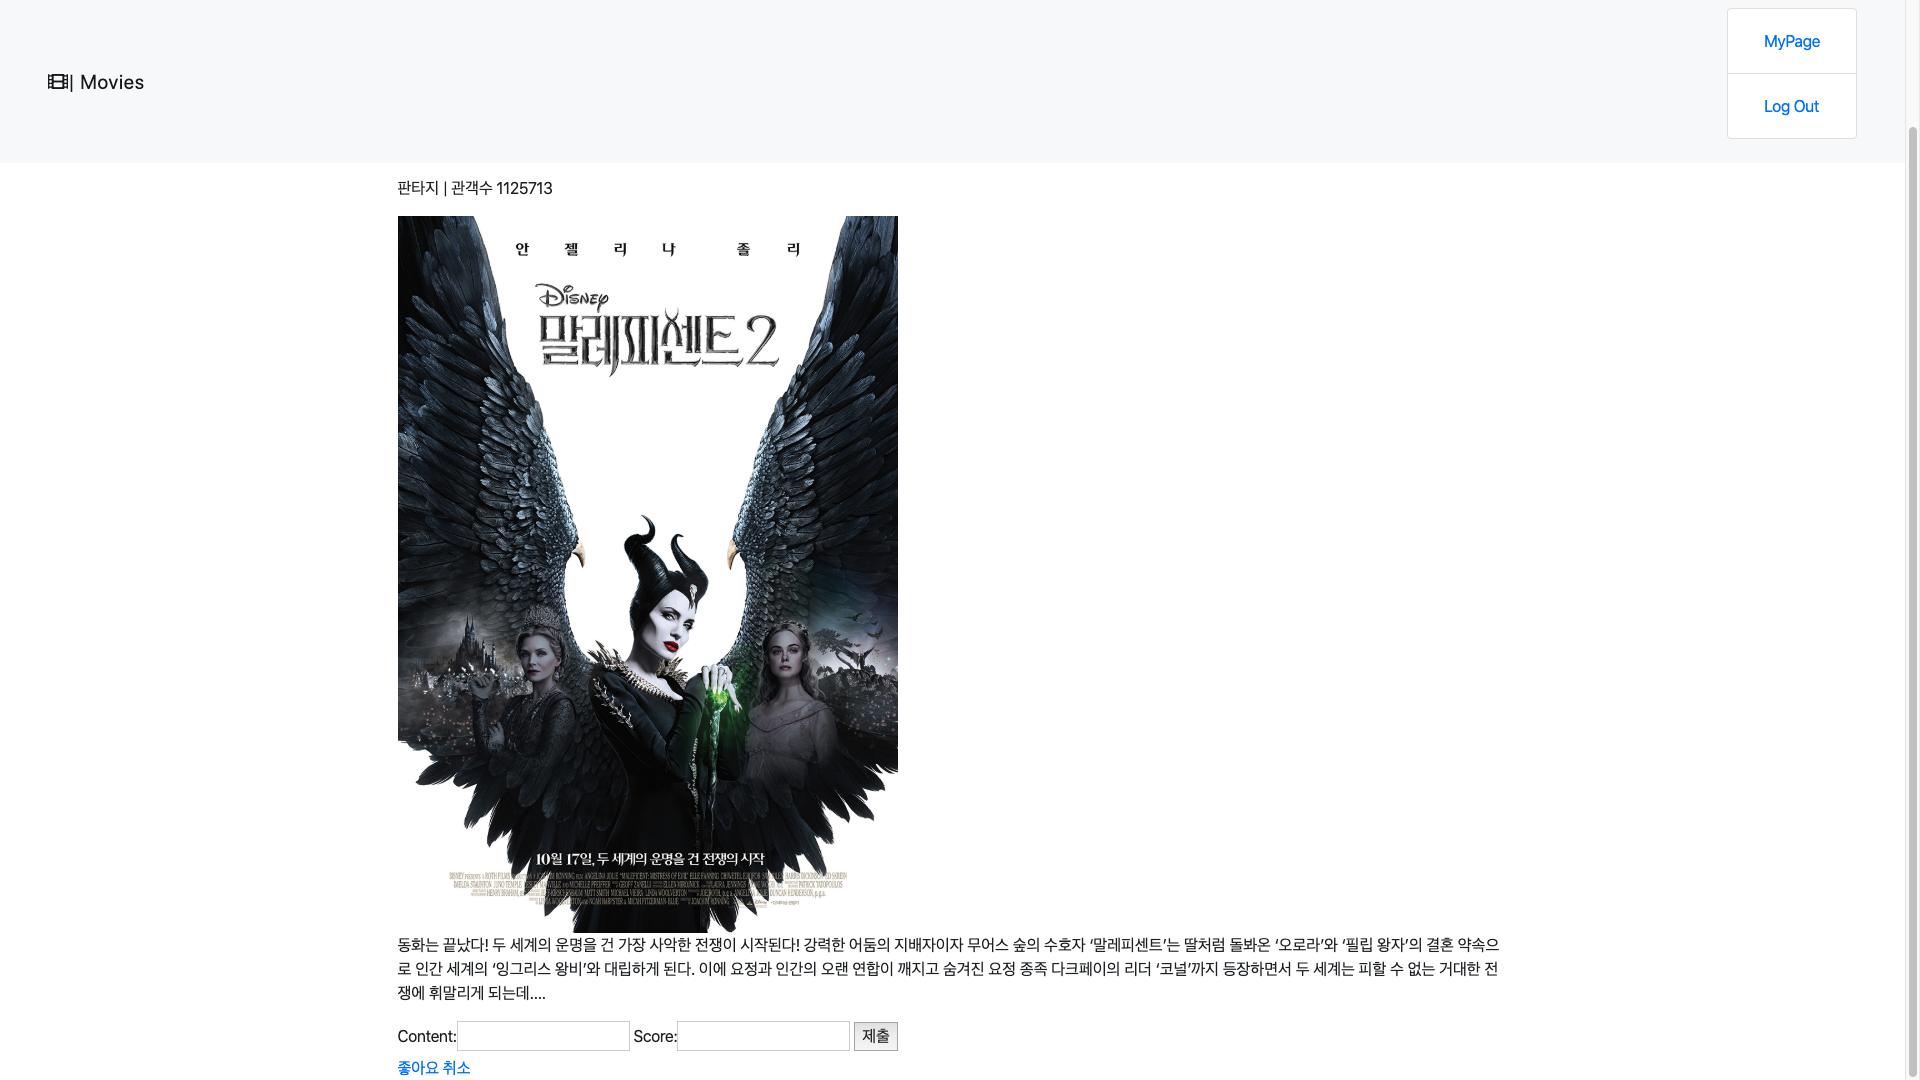 | Movies
MyPage
Log Out
판타지 | 관객수 1125713
안젤리나 졸리
Disney
말레피센트2
10월 17일, 두 세계의 운명을 건 전쟁의 시작
동화는 끝났다! 두 세계의 운명을 건 가장 사악한 전쟁이 시작된다! 강력한 어둠의 지배자이자 무어스 숲의 수호자 ‘말레피센트’는 딸처럼 돌봐온 ‘오로라’와 ‘필립 왕자’의 결혼 약속으
로 인간 세계의 ‘잉그리스 왕비’와 대립하게 된다. 이에 요정과 인간의 오랜 연합이 깨지고 숨겨진 요정 종족 다크페이의 리더 ‘코널’까지 등장하면서 두 세계는 피할 수 없는 거대한 전
쟁에 휘말리게 되는데....
Content: Score: 제출
좋아요 취소